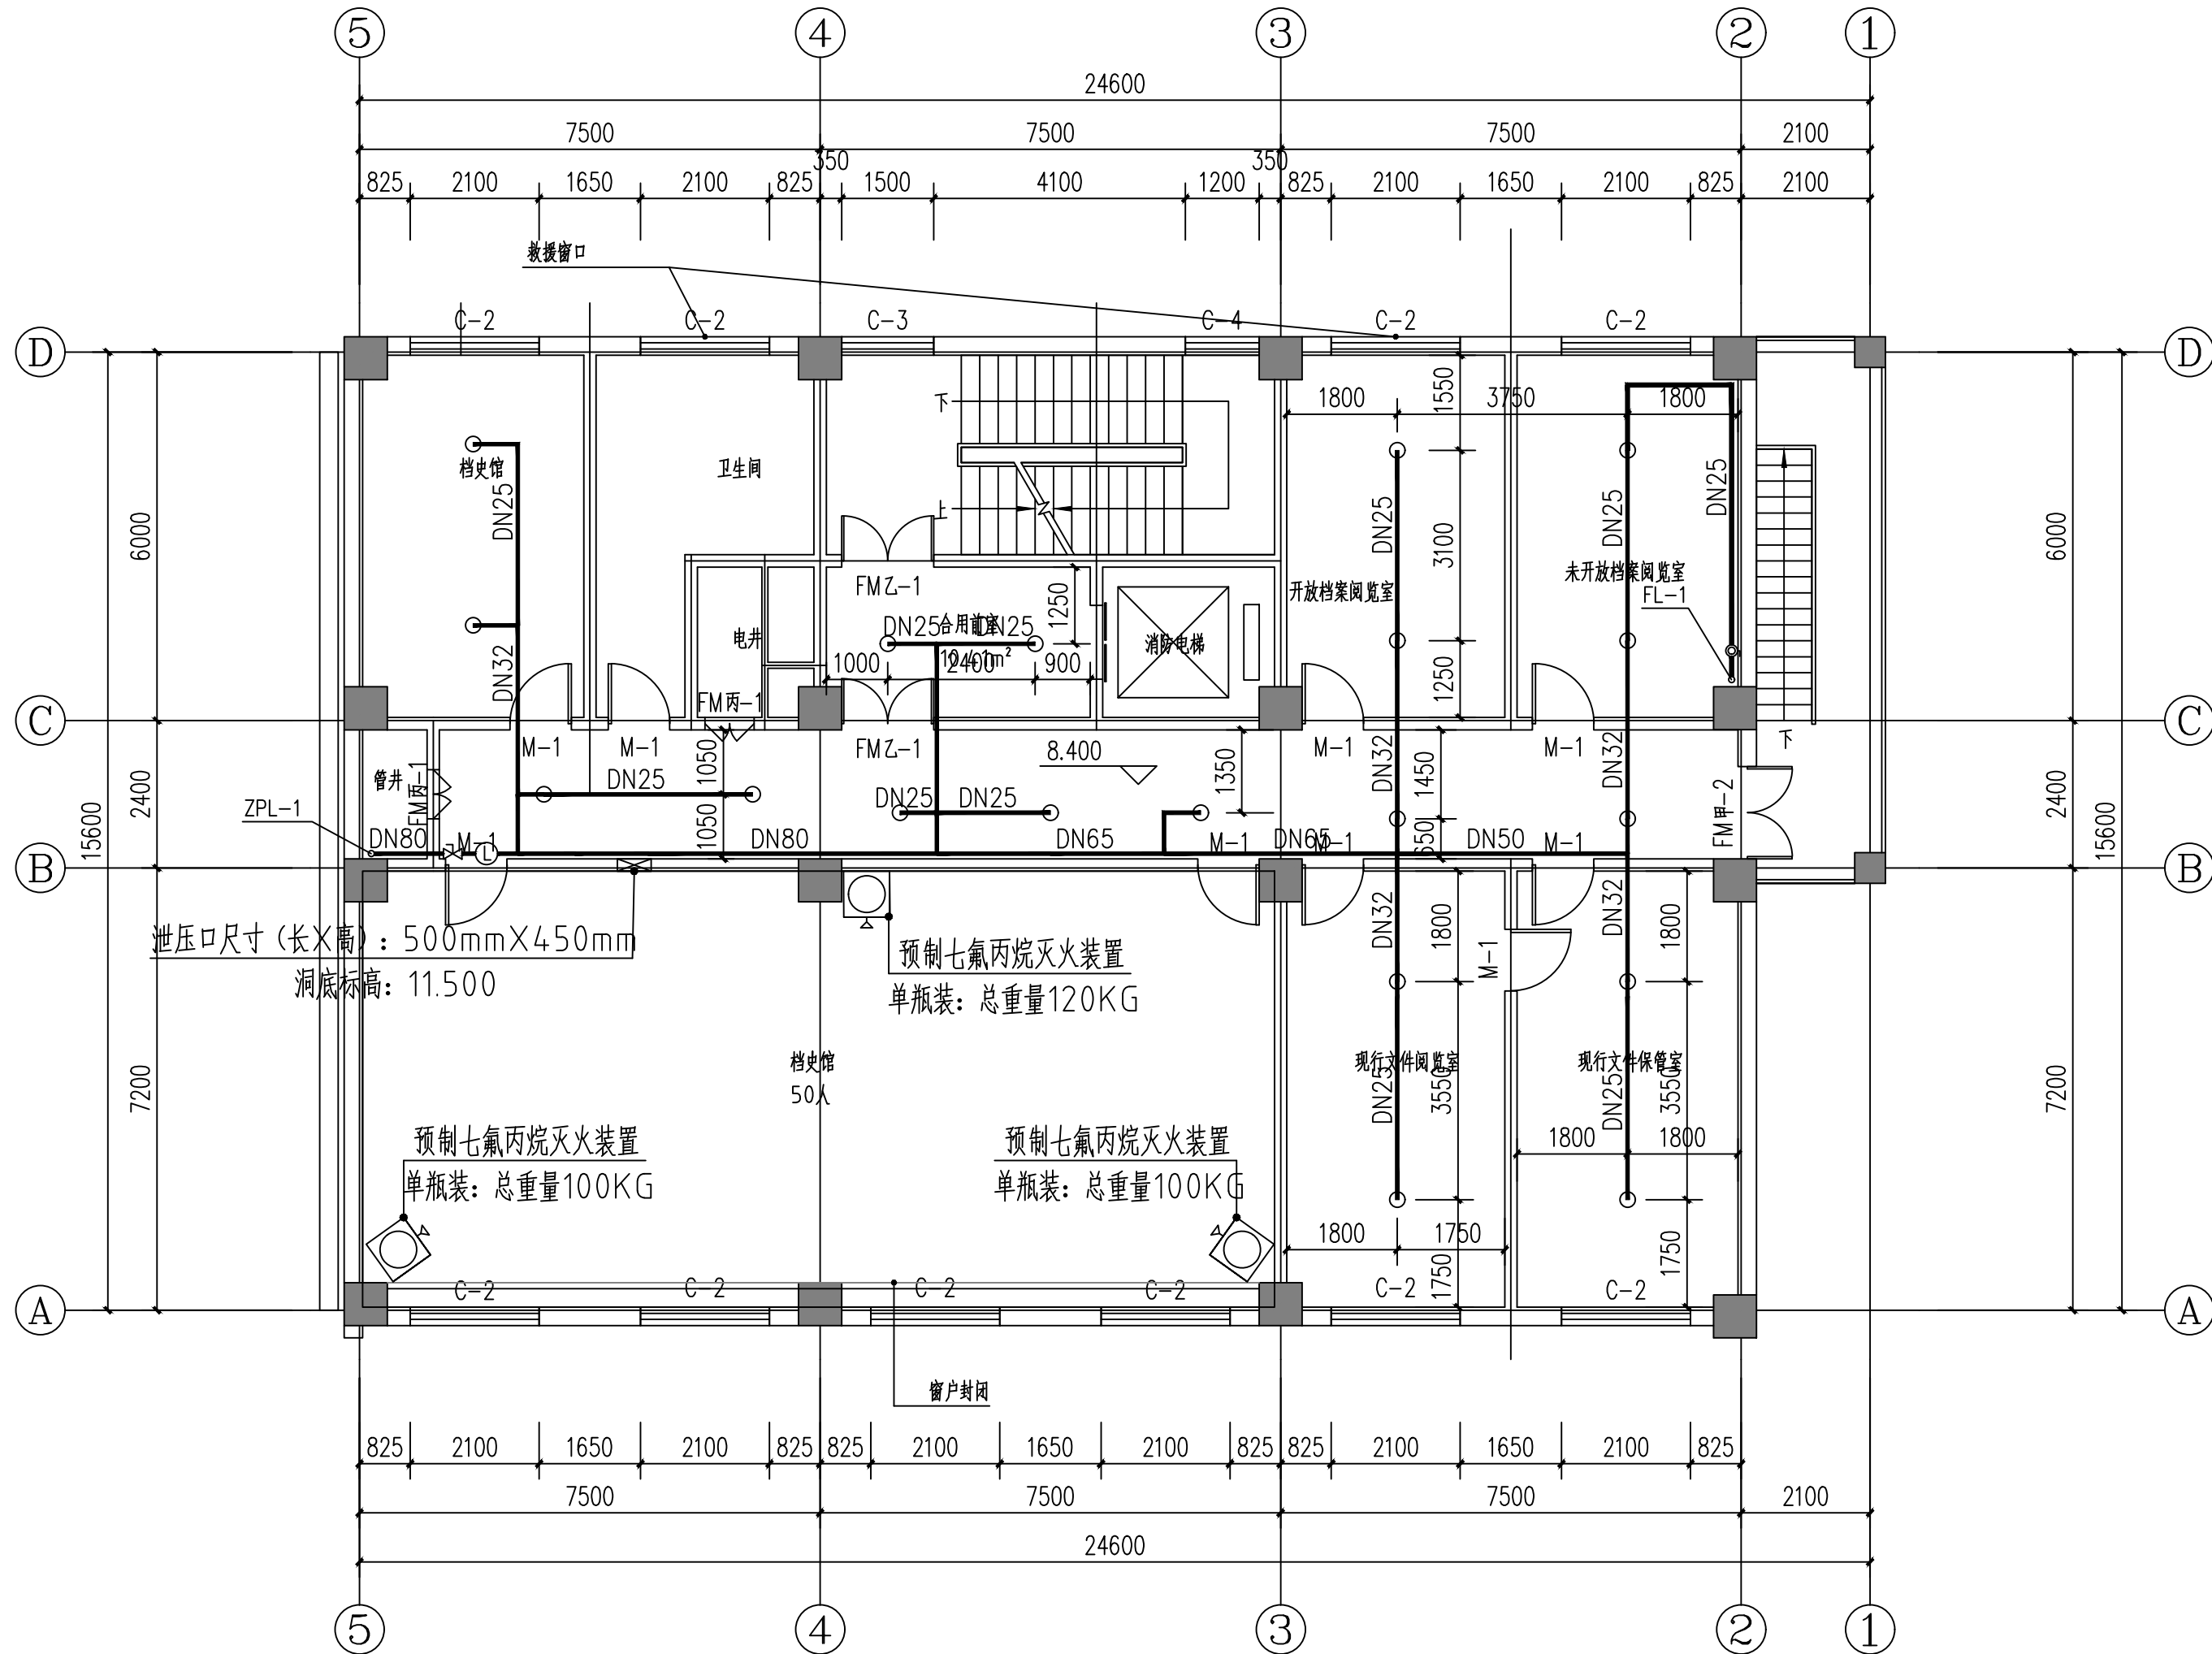 5 4 3 2 1
24600
7500 7500 7500 2100
350 350
825 2100 1650 2100 825 1500 4100 1200 825 2100 1650 2100 825 2100
救援窗口
C-2 C-2 C-3 C-4 C-2 C-2
D D
下
1800 3750 1800
1550
档史馆
卫生间
DN25
上
DN25
DN25
DN25
3100
6000 6000
6000 6000
FM乙-1
1250
开放档案阅览室
未开放档案阅览室
FL-1
电井
DN25 合用前室 DN25
10.41m²
消防电梯
1000 2400 900
DN32
1250
FM丙-1
C C
M-1 M-1
FM乙-1
8.400
M-1 M-1
下
管井
FM丙-1
DN25
1050
1050
1350
DN32
1450
DN32
FM甲-2
2400 2400
15600 15600
ZPL-1
DN25 DN25
DN80 M-1 DN80 DN65 M-1 DN65 M-1 DN50 M-1
650
B B
泄压口尺寸（长X高）：500mmX450mm
洞底标高：11.500
预制七氟丙烷灭火装置
单瓶装：总重量120KG
DN32
1800
M-1
DN32
1800
档史馆
50人
现行文件阅览室
现行文件保管室
DN25
3550
DN25
3550
7200 7200
预制七氟丙烷灭火装置
单瓶装：总重量100KG
预制七氟丙烷灭火装置
单瓶装：总重量100KG
1800 1800
1800 1750
1750
1750
C-2 C-2 C-2 C-2 C-2 C-2
A A
窗户封闭
825 2100 1650 2100 825 825 2100 1650 2100 825 825 2100 1650 2100 825
7500 7500 7500 2100
24600
5 4 3 2 1